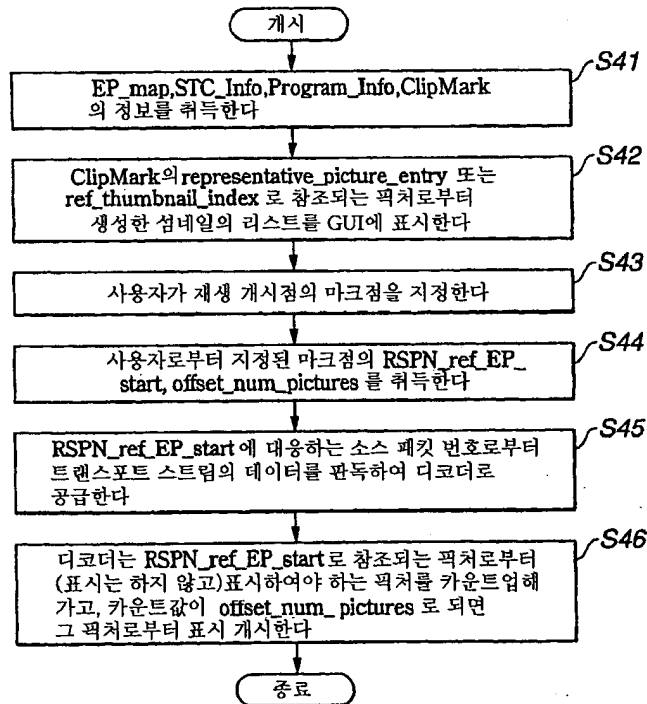 개시
S41
EP_map,STC_Info,Program_Info,ClipMark
의 정보를 취득한다
S42
ClipMark의 representative_picture_entry 또는
ref_thumbnail_index 로 참조되는 픽처로부터
생성한 섬네일의 리스트를 GUI에 표시한다
S43
사용자가 재생 개시점의 마크점을 지정한다
S44
사용자로부터 지정된 마크점의 RSPN_ref_EP_
start, offset_num_pictures 를 취득한다
S45
RSPN_ref_EP_start 에 대응하는 소스 패킷 번호로부터
트랜스포트 스트림의 데이터를 판독하여 디코더로
공급한다
S46
디코더는 RSPN_ref_EP_start로 참조되는 픽처로부터
(표시는 하지 않고)표시하여야 하는 픽처를 카운트업해
가고, 카운트값이 offset_num_ pictures 로 되면
그 픽처로부터 표시 개시한다
종료